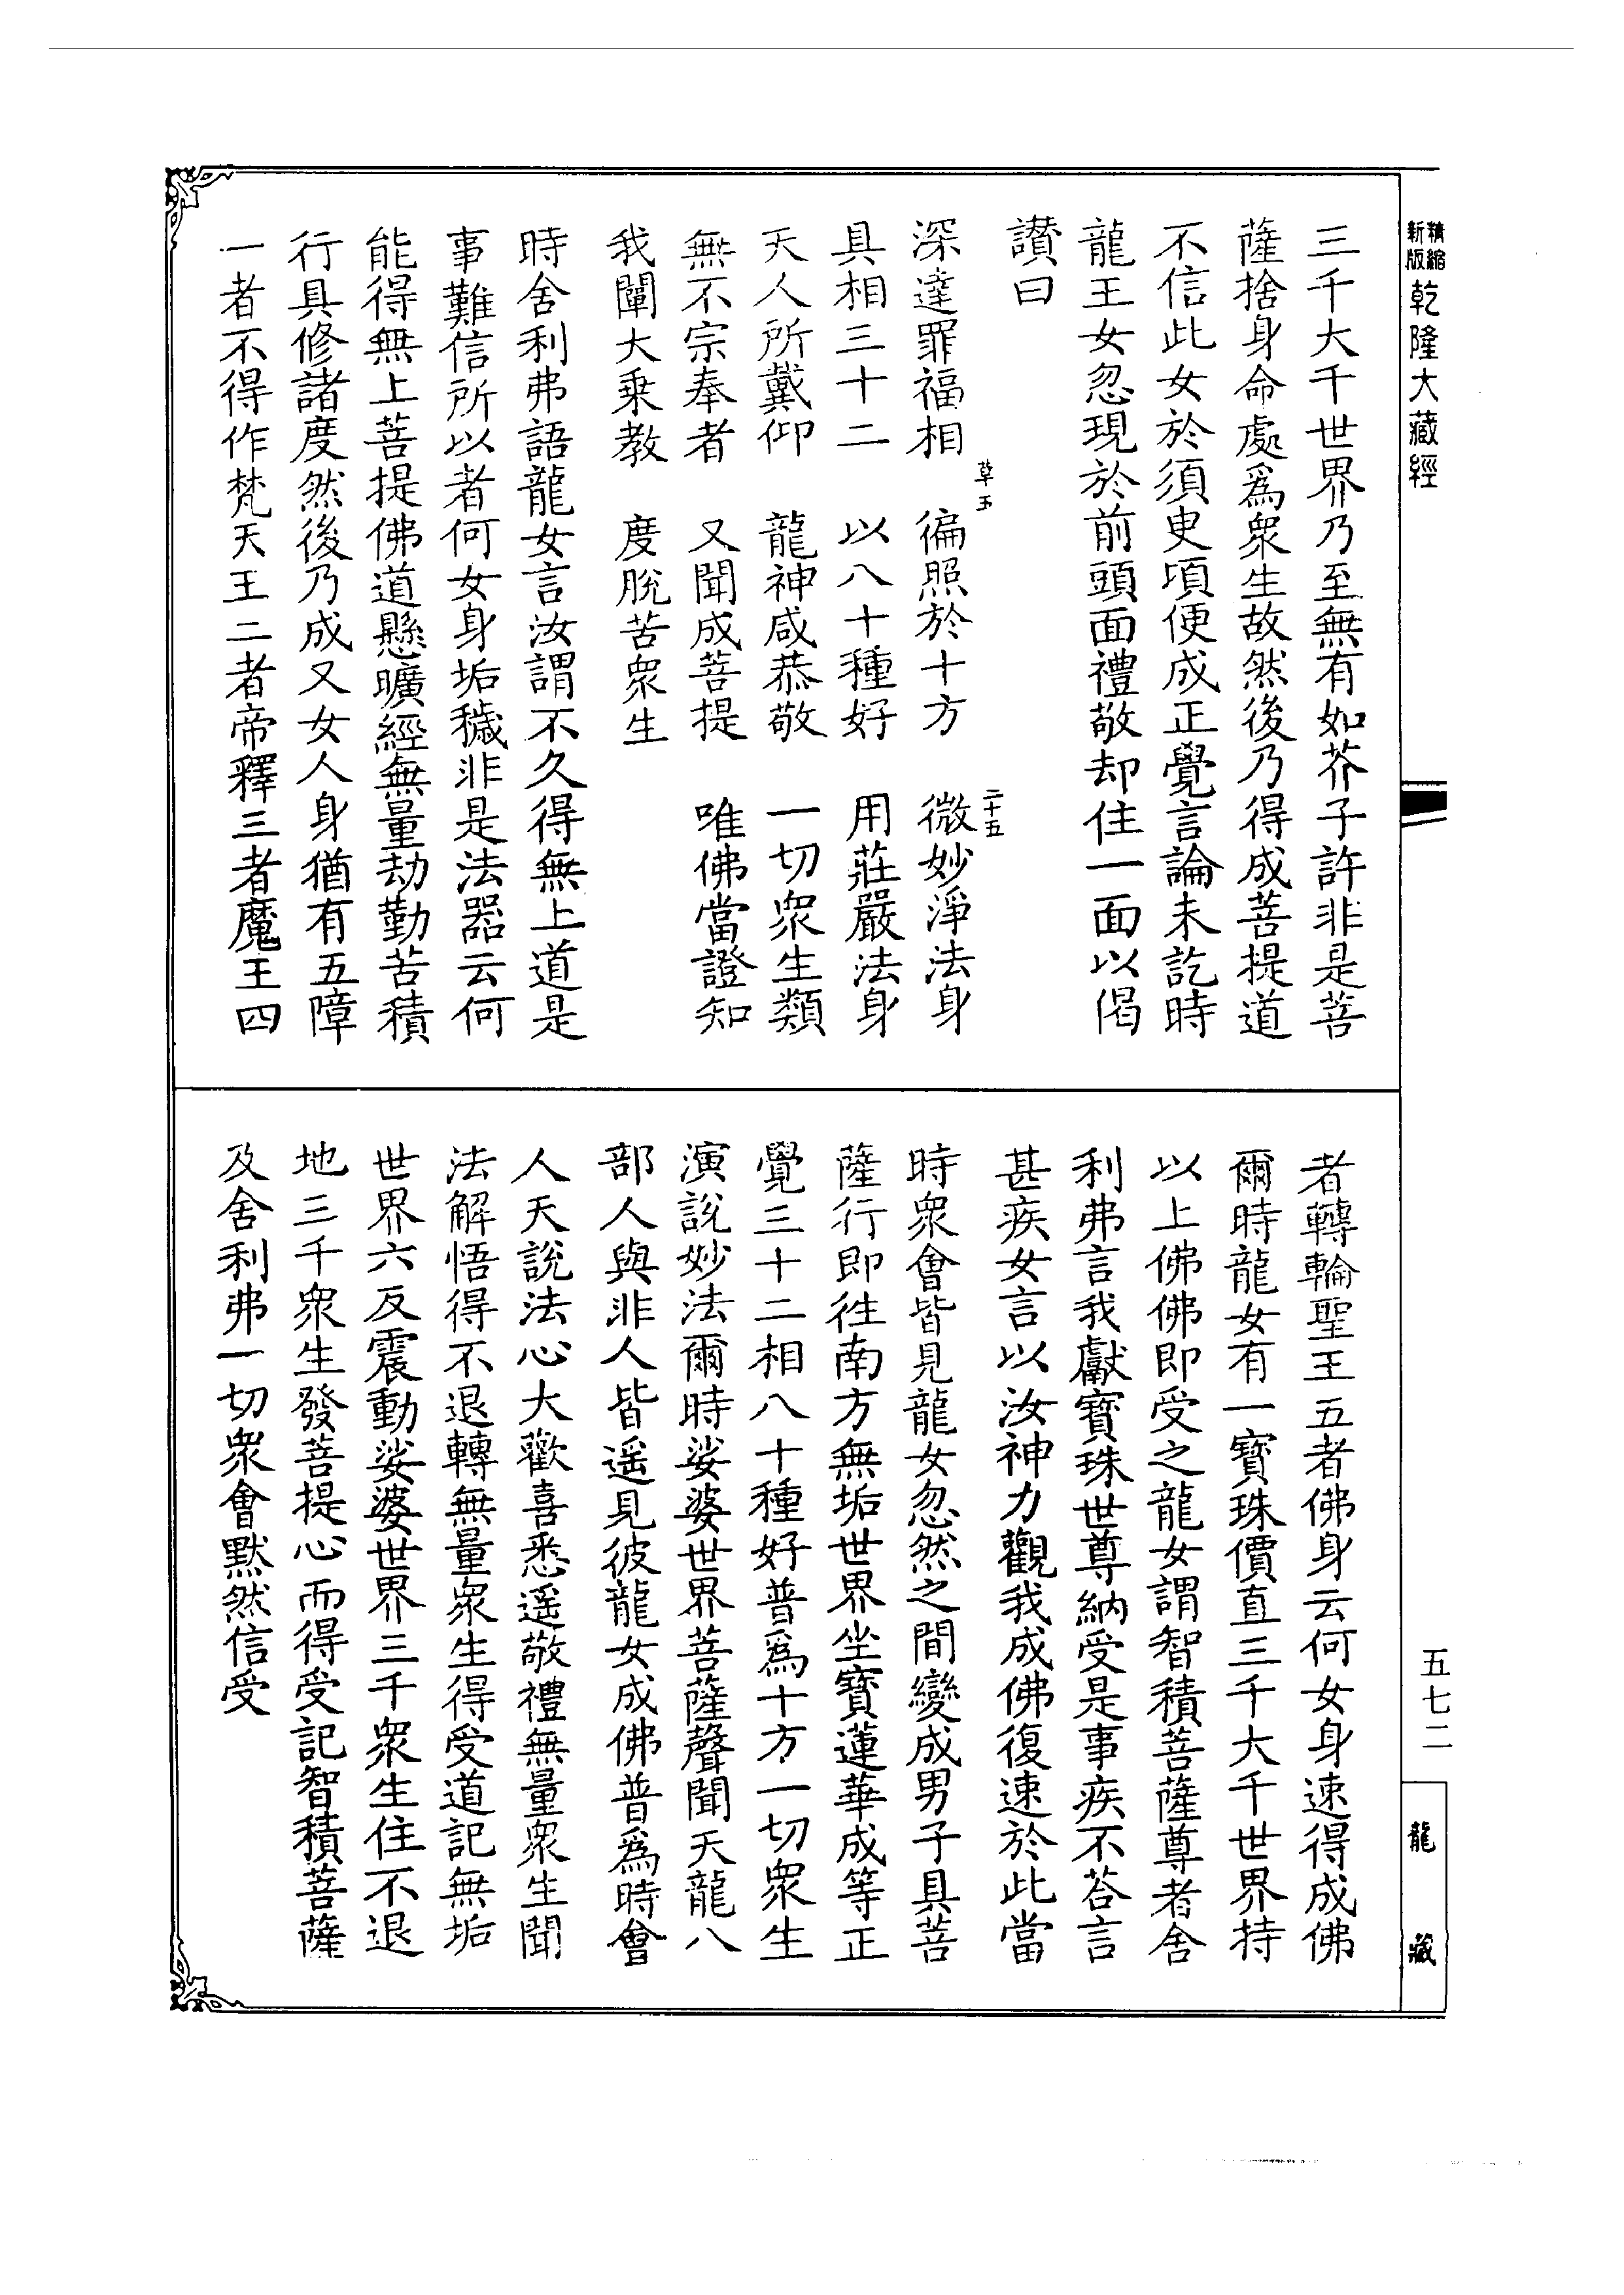 精縮新版乾隆大藏經
三千大千世界乃至無有如芥子許非是菩
薩捨身命處爲衆生故然後乃得成菩提道
不信此女於須臾頃便成正覺言論未訖時
龍王女忽現於前頭面禮敬却住一面以偈
讚曰
草五 二十五
深達罪福相 徧照於十方 微妙淨法身
具相三十二 以八十種好 用莊嚴法身
天人所戴仰 龍神咸恭敬 一切衆生類
無不宗奉者 又聞成菩提 唯佛當證知
我闡大乘教 度脫苦衆生
時舍利弗語龍女言汝謂不久得無上道是
事難信所以者何女身垢穢非是法器云何
能得無上菩提佛道懸曠經無量劫勤苦積
行具修諸度然後乃成又女人身猶有五障
一者不得作梵天王二者帝釋三者魔王四
者轉輪聖王五者佛身云何女身速得成佛
爾時龍女有一寶珠價直三千大千世界持
以上佛佛即受之龍女謂智積菩薩尊者舍
利弗言我獻寶珠世尊納受是事疾不荅言
甚疾女言以汝神力觀我成佛復速於此當
時衆會皆見龍女忽然之間變成男子具菩
薩行即往南方無垢世界坐寶蓮華成等正
覺三十二相八十種好普爲十方一切衆生
演說妙法爾時娑婆世界菩薩聲聞天龍八
部人與非人皆遥見彼龍女成佛普爲時會
人天說法心大歡喜悉遥敬禮無量衆生聞
法解悟得不退轉無量衆生得受道記無垢
世界六反震動娑婆世界三千衆生住不退
地三千衆生發菩提心而得受記智積菩薩
及舍利弗一切衆會默然信受
五七二
龍藏